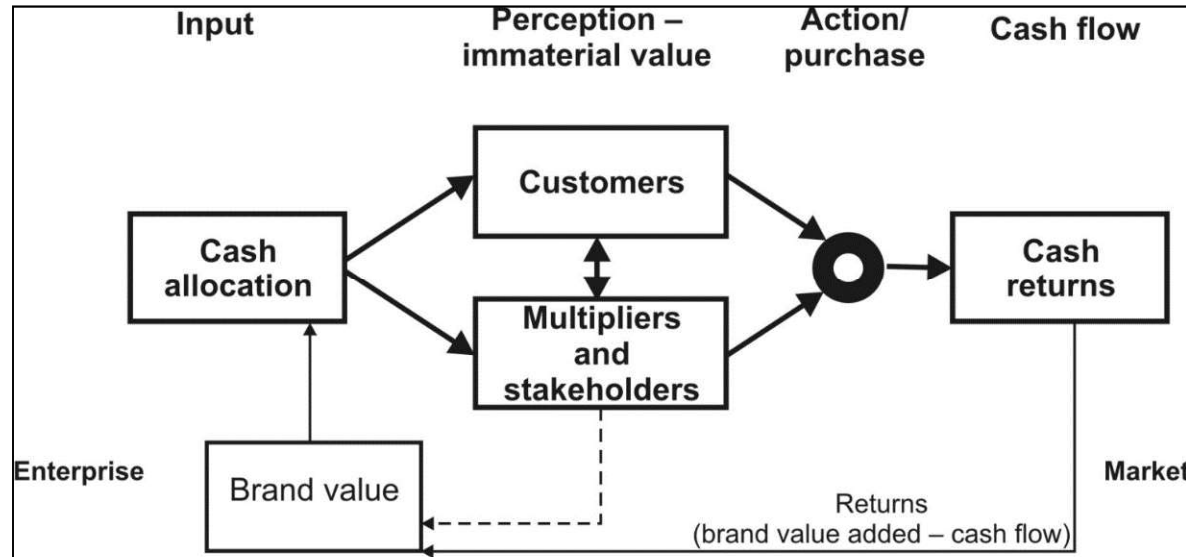 Input
Perception –
immaterial value
Action/
purchase
Cash flow
Customers
Cash
allocation
Cash
returns
Multipliers
and
stakeholders
Enterprise
Brand value
Market
Returns
(brand value added – cash flow)